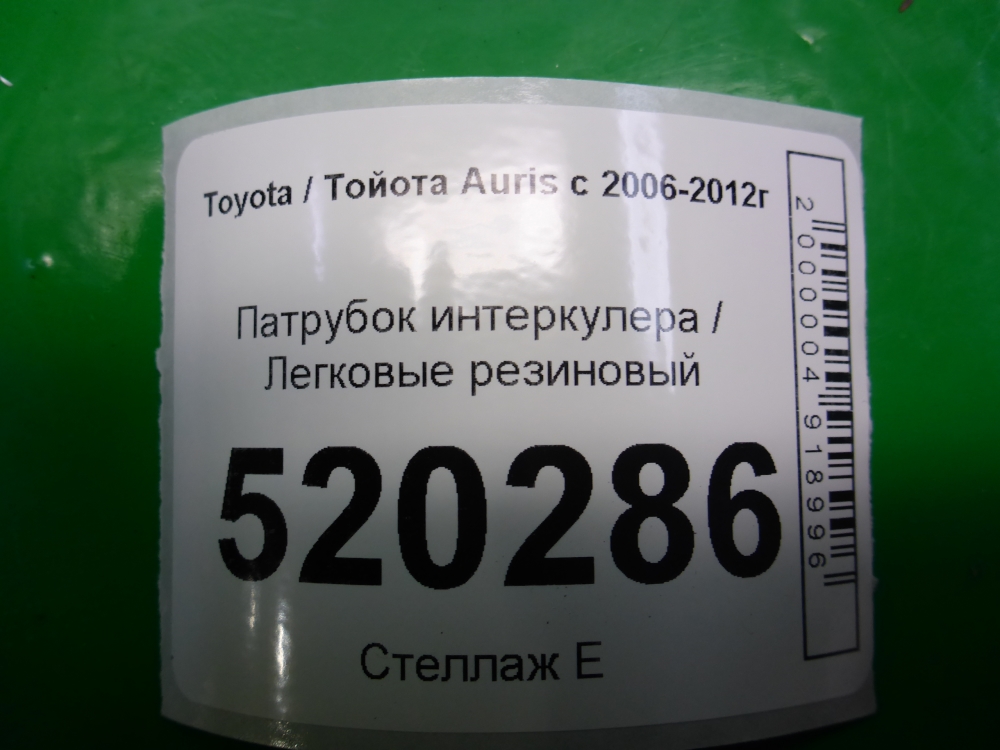 Toyota / Тойота Auris с 2006-2012г
Патрубок интеркулера /
Легковые резиновый
520286
Стеллаж Е
2000004918996